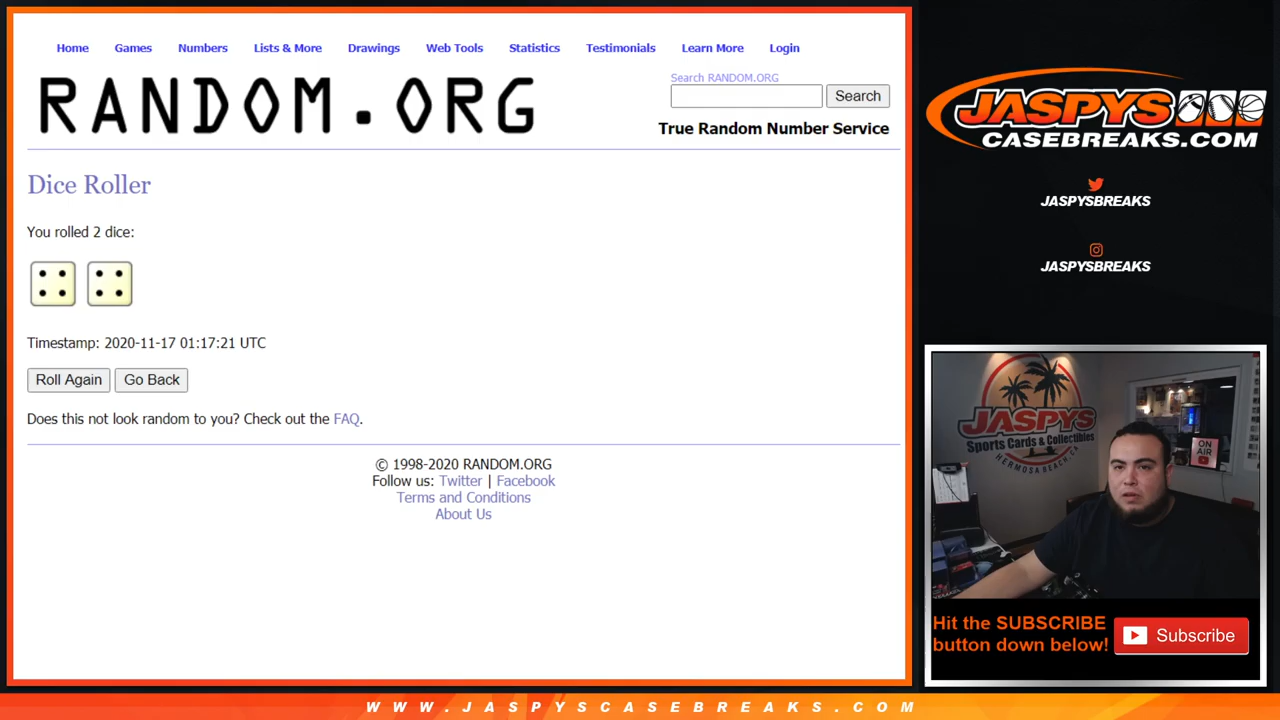 Home Games Numbers Lists & More Drawings Web Tools Statistics Testimonials Learn More Login
RANDOM.ORG
Search RANDOM.ORG
Search
True Random Number Service
Dice Roller
You rolled 2 dice:
Timestamp: 2020-11-17 01:17:21 UTC
Roll Again Go Back
Does this not look random to you? Check out the FAQ.
© 1998-2020 RANDOM.ORG
Follow us: Twitter | Facebook
Terms and Conditions
About Us
JASPYS
CASEBREAKS.COM
JASPYSBREAKS
JASPYSBREAKS
JASPYS
Sports Cards & Collectibles
HERMOSA BEACH, CA
ON
AIR
Hit the SUBSCRIBE
button down below!
Subscribe
WWW.JASPYSCASEBREAKS.COM